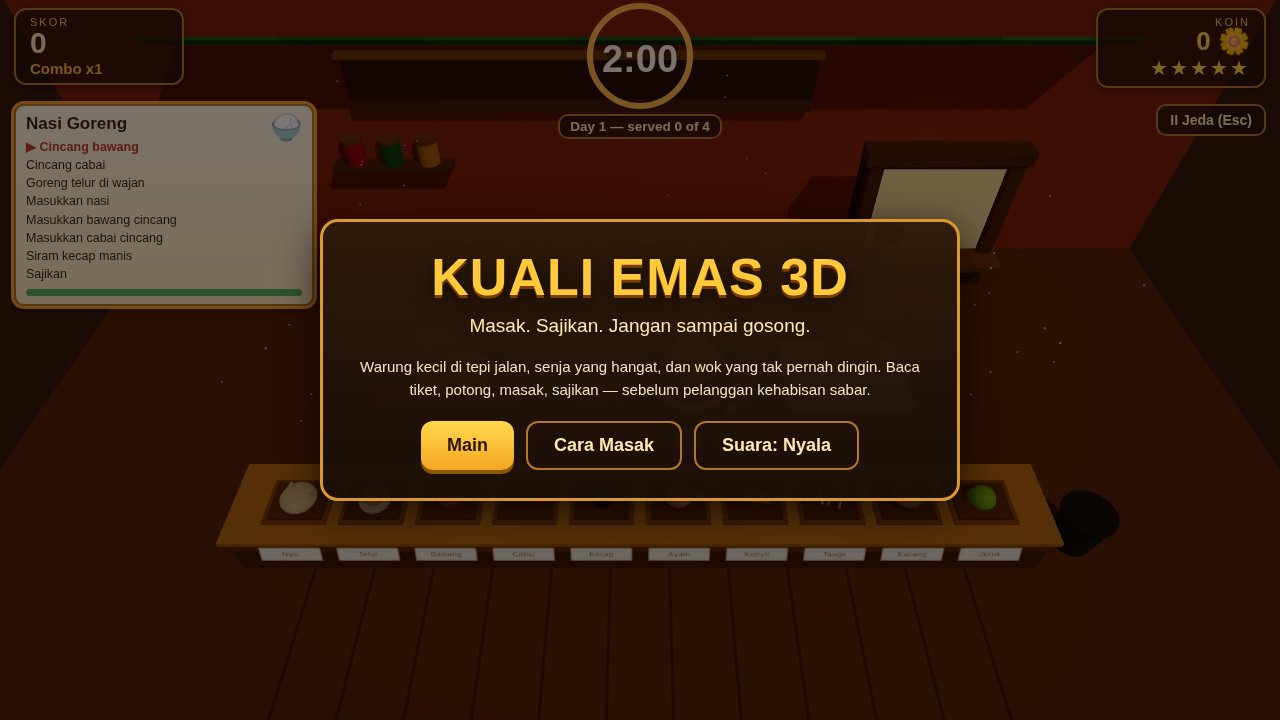 SKOR
0
Combo x1
2:00
Day 1 — served 0 of 4
KOIN
0
★★★★★
II Jeda (Esc)
Nasi Goreng
▶ Cincang bawang
Cincang cabai
Goreng telur di wajan
Masukkan nasi
Masukkan bawang cincang
Masukkan cabai cincang
Siram kecap manis
Sajikan
KUALI EMAS 3D
Masak. Sajikan. Jangan sampai gosong.
Warung kecil di tepi jalan, senja yang hangat, dan wok yang tak pernah dingin. Baca
tiket, potong, masak, sajikan — sebelum pelanggan kehabisan sabar.
Main Cara Masak Suara: Nyala
Nasi Telur Bawang Cabai Kecap Ayam Kunyit Tauge Kacang Jeruk